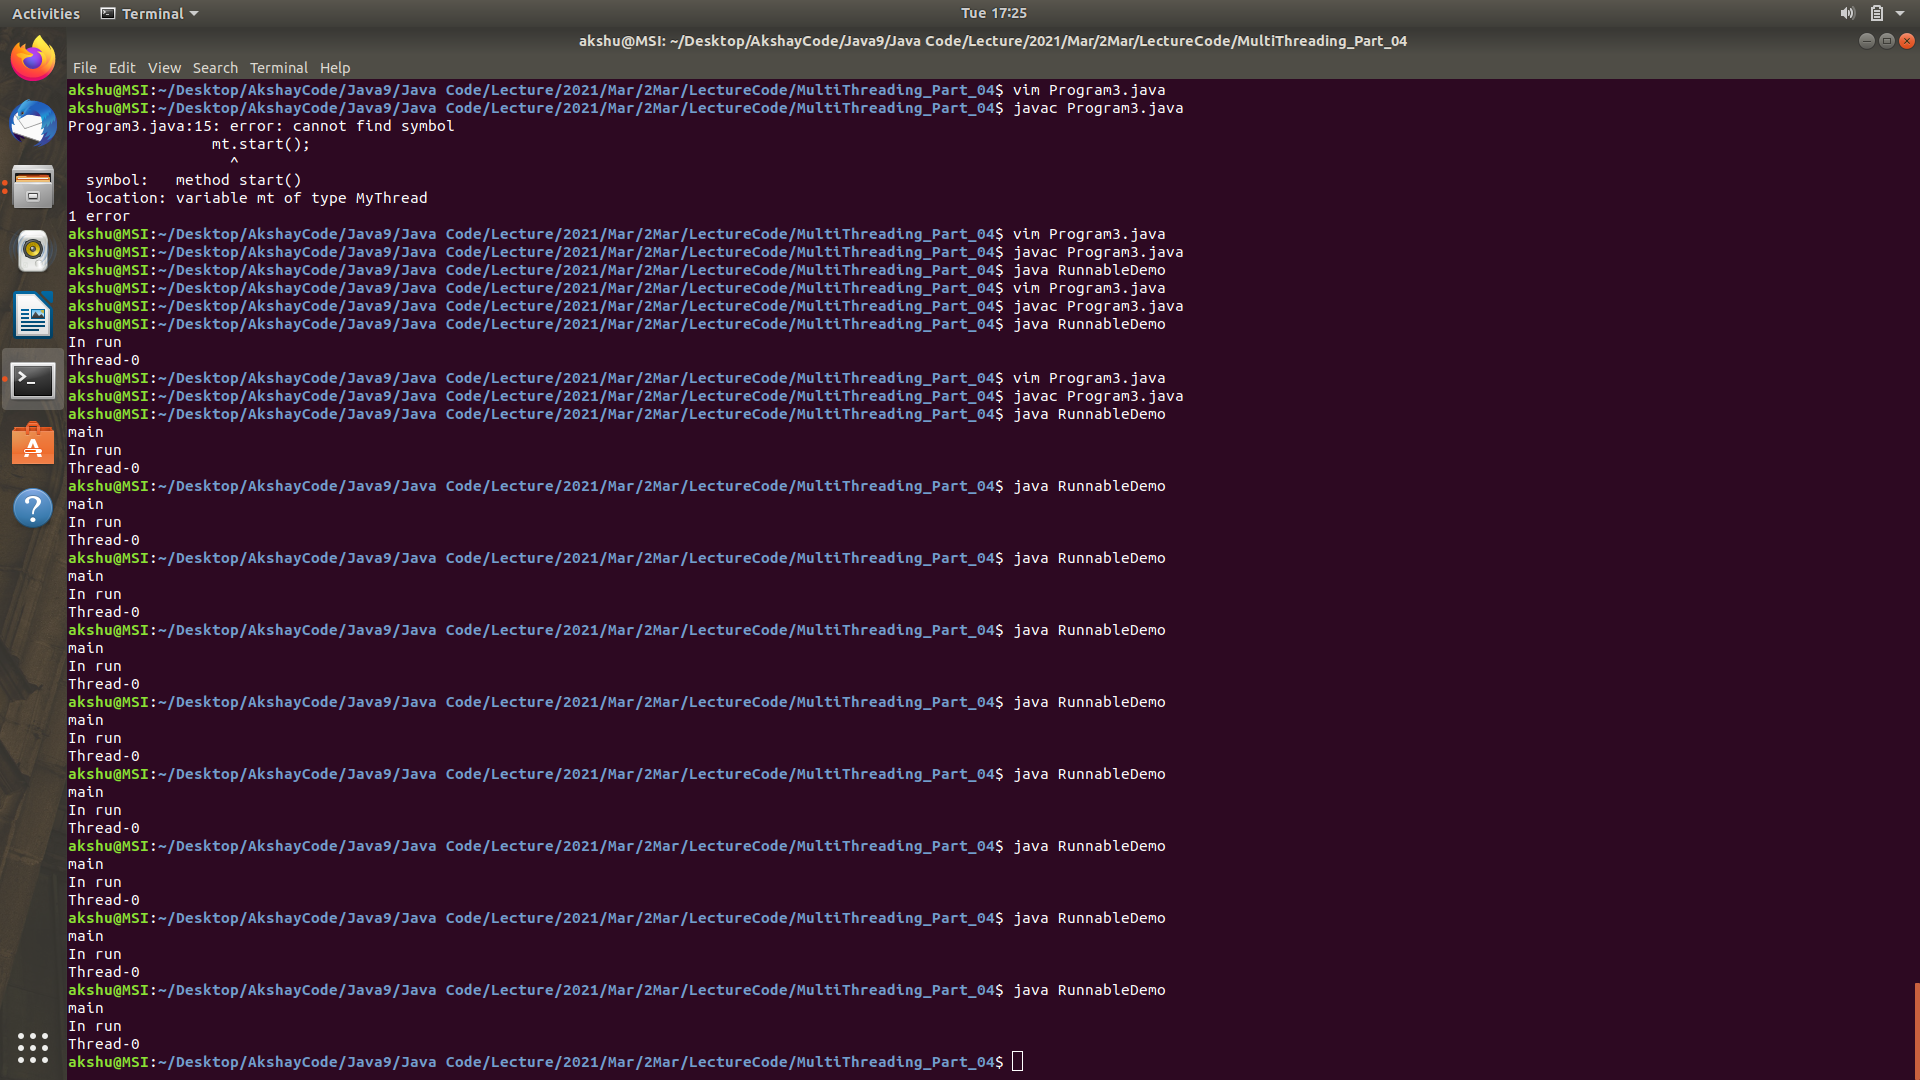 Activities Terminal Tue 17:25
akshu@MSI: ~/Desktop/AkshayCode/Java9/Java Code/Lecture/2021/Mar/2Mar/LectureCode/MultiThreading_Part_04
File Edit View Search Terminal Help
akshu@MSI:~/Desktop/AkshayCode/Java9/Java Code/Lecture/2021/Mar/2Mar/LectureCode/MultiThreading_Part_04$ vim Program3.java
akshu@MSI:~/Desktop/AkshayCode/Java9/Java Code/Lecture/2021/Mar/2Mar/LectureCode/MultiThreading_Part_04$ javac Program3.java
Program3.java:15: error: cannot find symbol
                mt.start();
                  ^
  symbol:   method start()
  location: variable mt of type MyThread
1 error
akshu@MSI:~/Desktop/AkshayCode/Java9/Java Code/Lecture/2021/Mar/2Mar/LectureCode/MultiThreading_Part_04$ vim Program3.java
akshu@MSI:~/Desktop/AkshayCode/Java9/Java Code/Lecture/2021/Mar/2Mar/LectureCode/MultiThreading_Part_04$ javac Program3.java
akshu@MSI:~/Desktop/AkshayCode/Java9/Java Code/Lecture/2021/Mar/2Mar/LectureCode/MultiThreading_Part_04$ java RunnableDemo
akshu@MSI:~/Desktop/AkshayCode/Java9/Java Code/Lecture/2021/Mar/2Mar/LectureCode/MultiThreading_Part_04$ vim Program3.java
akshu@MSI:~/Desktop/AkshayCode/Java9/Java Code/Lecture/2021/Mar/2Mar/LectureCode/MultiThreading_Part_04$ javac Program3.java
akshu@MSI:~/Desktop/AkshayCode/Java9/Java Code/Lecture/2021/Mar/2Mar/LectureCode/MultiThreading_Part_04$ java RunnableDemo
In run
Thread-0
akshu@MSI:~/Desktop/AkshayCode/Java9/Java Code/Lecture/2021/Mar/2Mar/LectureCode/MultiThreading_Part_04$ vim Program3.java
akshu@MSI:~/Desktop/AkshayCode/Java9/Java Code/Lecture/2021/Mar/2Mar/LectureCode/MultiThreading_Part_04$ javac Program3.java
akshu@MSI:~/Desktop/AkshayCode/Java9/Java Code/Lecture/2021/Mar/2Mar/LectureCode/MultiThreading_Part_04$ java RunnableDemo
main
In run
Thread-0
akshu@MSI:~/Desktop/AkshayCode/Java9/Java Code/Lecture/2021/Mar/2Mar/LectureCode/MultiThreading_Part_04$ java RunnableDemo
main
In run
Thread-0
akshu@MSI:~/Desktop/AkshayCode/Java9/Java Code/Lecture/2021/Mar/2Mar/LectureCode/MultiThreading_Part_04$ java RunnableDemo
main
In run
Thread-0
akshu@MSI:~/Desktop/AkshayCode/Java9/Java Code/Lecture/2021/Mar/2Mar/LectureCode/MultiThreading_Part_04$ java RunnableDemo
main
In run
Thread-0
akshu@MSI:~/Desktop/AkshayCode/Java9/Java Code/Lecture/2021/Mar/2Mar/LectureCode/MultiThreading_Part_04$ java RunnableDemo
main
In run
Thread-0
akshu@MSI:~/Desktop/AkshayCode/Java9/Java Code/Lecture/2021/Mar/2Mar/LectureCode/MultiThreading_Part_04$ java RunnableDemo
main
In run
Thread-0
akshu@MSI:~/Desktop/AkshayCode/Java9/Java Code/Lecture/2021/Mar/2Mar/LectureCode/MultiThreading_Part_04$ java RunnableDemo
main
In run
Thread-0
akshu@MSI:~/Desktop/AkshayCode/Java9/Java Code/Lecture/2021/Mar/2Mar/LectureCode/MultiThreading_Part_04$ java RunnableDemo
main
In run
Thread-0
akshu@MSI:~/Desktop/AkshayCode/Java9/Java Code/Lecture/2021/Mar/2Mar/LectureCode/MultiThreading_Part_04$ java RunnableDemo
main
In run
Thread-0
akshu@MSI:~/Desktop/AkshayCode/Java9/Java Code/Lecture/2021/Mar/2Mar/LectureCode/MultiThreading_Part_04$